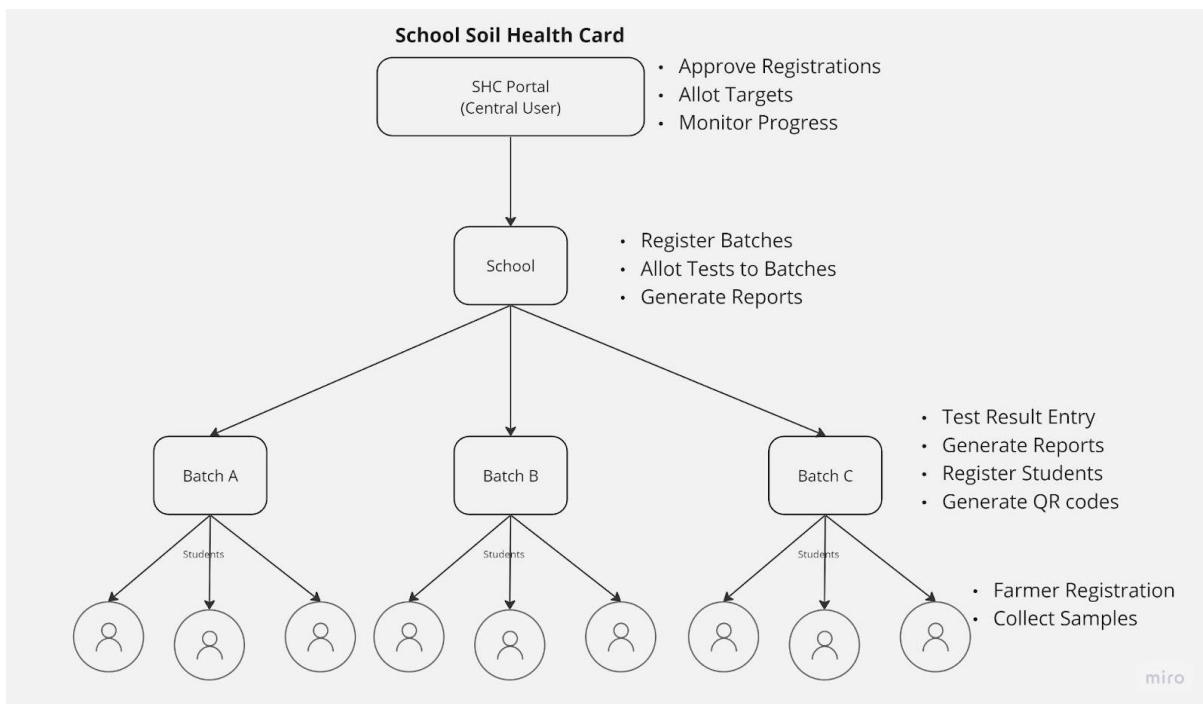 School Soil Health Card
SHC Portal
(Central User)
• Approve Registrations
• Allot Targets
• Monitor Progress
School
• Register Batches
• Allot Tests to Batches
• Generate Reports
Batch A
Batch B
Batch C
• Test Result Entry
• Generate Reports
• Register Students
• Generate QR codes
Students
Students
Students
• Farmer Registration
• Collect Samples
miro